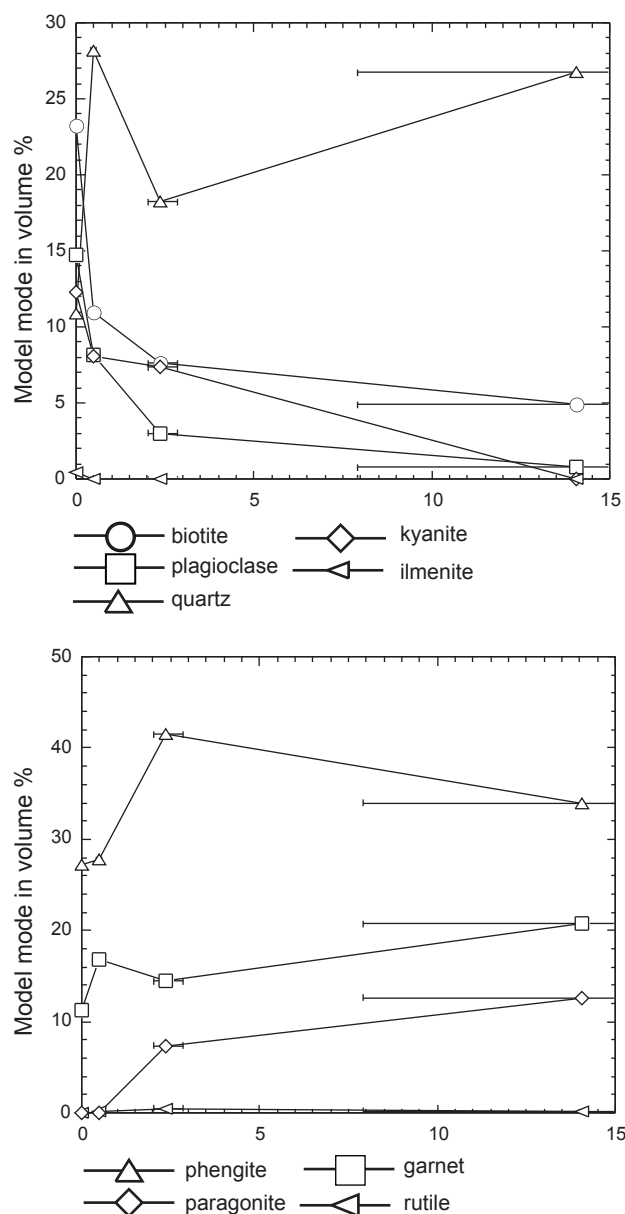 30
25
20
15
10
5
0
Model mode in volume %
0 5 10 15
biotite kyanite
plagioclase ilmenite
quartz
50
40
30
20
10
0
Model mode in volume %
0 5 10 15
phengite garnet
paragonite rutile